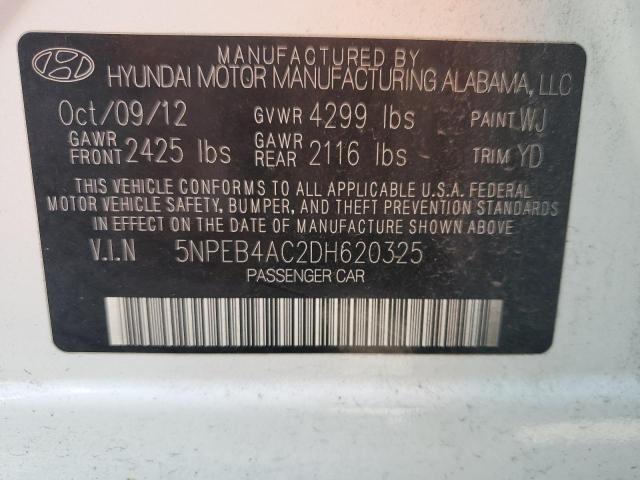 MANUFACTURED BY
HYUNDAI MOTOR MANUFACTURING ALABAMA, LLC
Oct/09/12 GVWR 4299 lbs PAINT WJ
GAWR FRONT 2425 lbs GAWR REAR 2116 lbs TRIM YD
THIS VEHICLE CONFORMS TO ALL APPLICABLE U.S.A. FEDERAL
MOTOR VEHICLE SAFETY, BUMPER, AND THEFT PREVENTION STANDARDS
IN EFFECT ON THE DATE OF MANUFACTURE SHOWN ABOVE
V.I.N 5NPEB4AC2DH620325
PASSENGER CAR